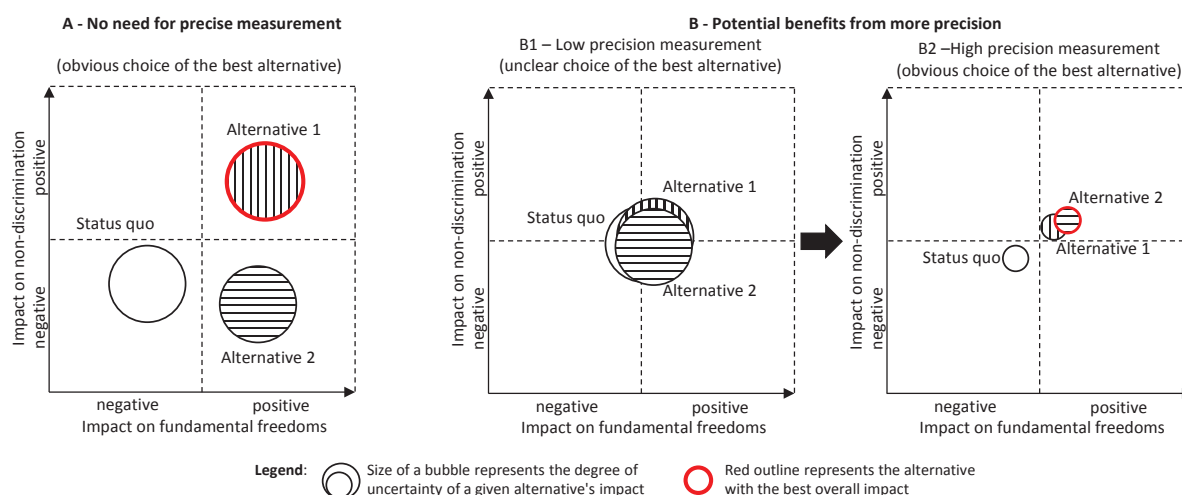 A - No need for precise measurement
(obvious choice of the best alternative)
Impact on non-discrimination
negative
positive
Alternative 1
Status quo
Alternative 2
negative
positive
Impact on fundamental freedoms
B - Potential benefits from more precision
B1 – Low precision measurement
(unclear choice of the best alternative)
Impact on non-discrimination
negative
positive
Alternative 1
Status quo
Alternative 2
negative
positive
Impact on fundamental freedoms
B2 –High precision measurement
(obvious choice of the best alternative)
Impact on non-discrimination
negative
positive
Alternative 2
Alternative 1
Status quo
negative
positive
Impact on fundamental freedoms
Legend:
Size of a bubble represents the degree of
uncertainty of a given alternative's impact
Red outline represents the alternative
with the best overall impact